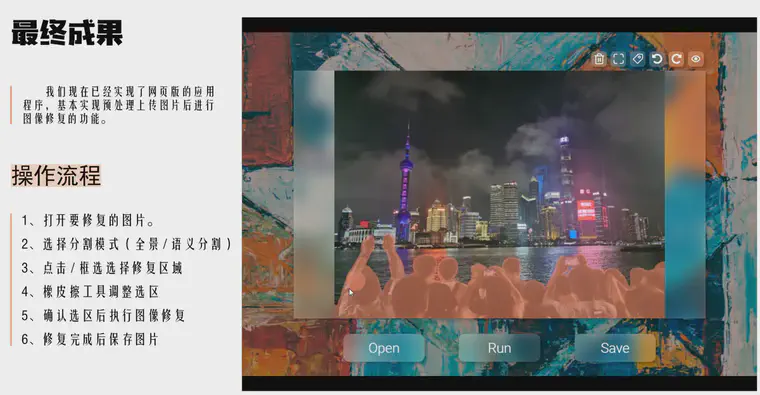 最终成果
我们现在已经实现了网页版的应用
程序，基本实现预处理上传图片后进行
图像修复的功能。
操作流程
1、打开要修复的图片。
2、选择分割模式（全景/语义分割）
3、点击/框选选择修复区域
4、橡皮擦工具调整选区
5、确认选区后执行图像修复
6、修复完成后保存图片
Open
Run
Save